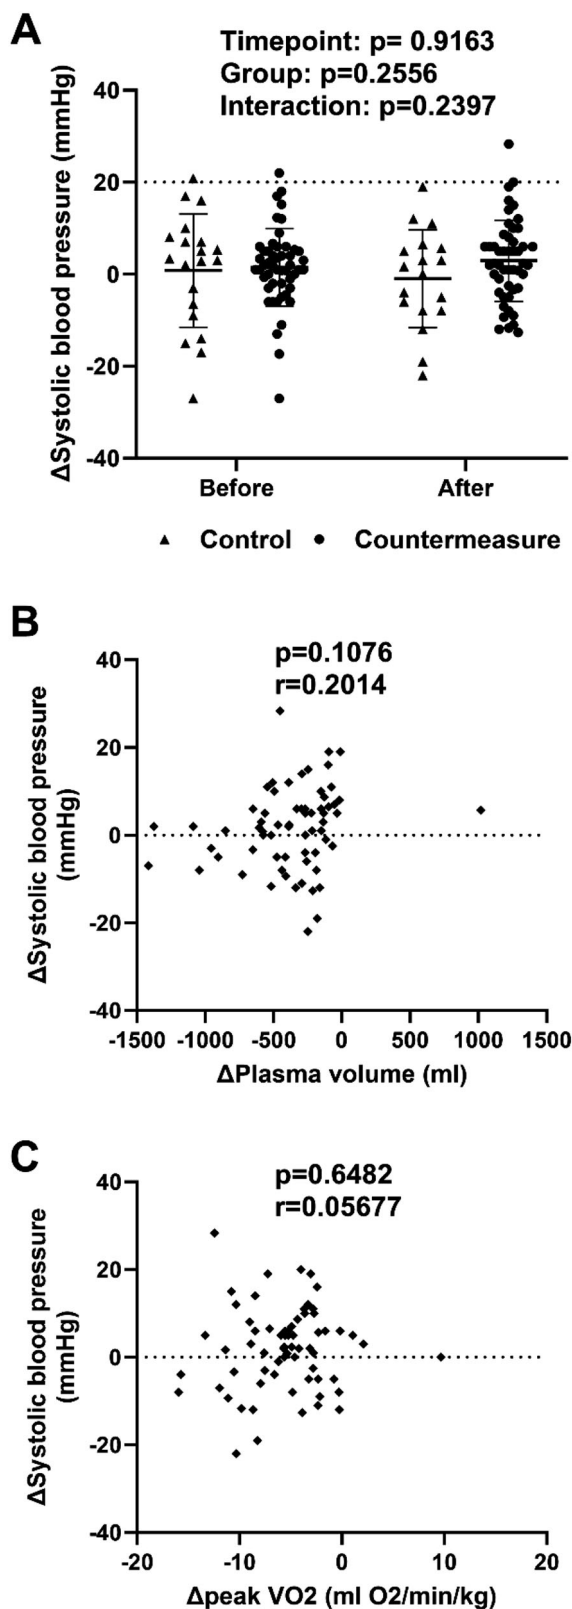 A
Timepoint: p= 0.9163
Group: p=0.2556
Interaction: p=0.2397
ΔSystolic blood pressure (mmHg)
40
20
0
-20
-40
Before After
Control Countermeasure
B
p=0.1076
r=0.2014
ΔSystolic blood pressure
(mmHg)
40
20
0
-20
-40
-1500 -1000 -500 0 500 1000 1500
ΔPlasma volume (ml)
C
p=0.6482
r=0.05677
ΔSystolic blood pressure
(mmHg)
40
20
0
-20
-40
-20 -10 0 10 20
Δpeak VO2 (ml O2/min/kg)